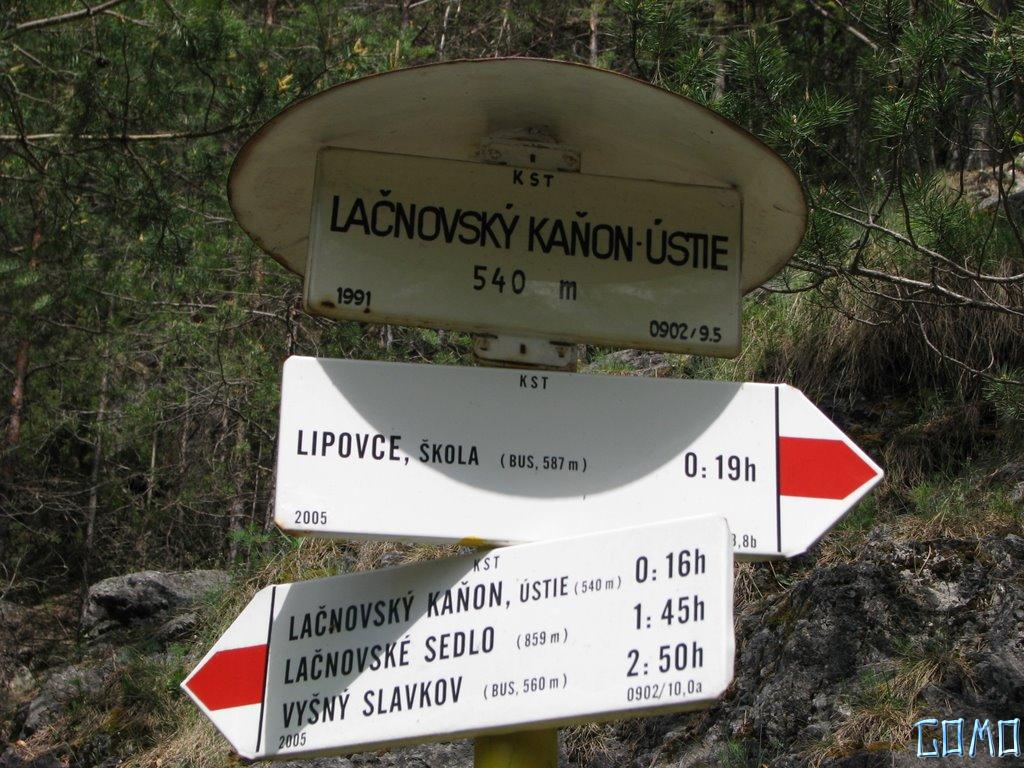 KST
LAČNOVSKÝ KAŇON-ÚSTIE
540 m
1991 0902/9.5
KST
LIPOVCE, ŠKOLA (BUS, 587 m) 0:19h
2005 3,8b
KST
LAČNOVSKÝ KAŇON, ÚSTIE (540 m) 0:16h
LAČNOVSKÉ SEDLO (859 m) 1:45h
VYŠNÝ SLAVKOV (BUS, 560 m) 2:50h
2005 0902/10,0a
GOMO